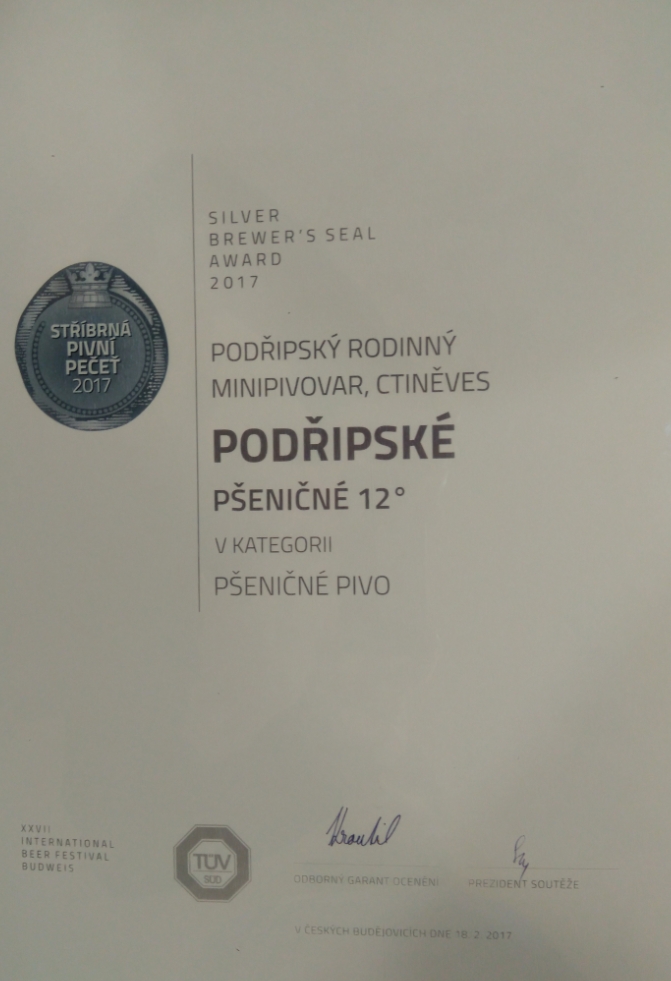 SILVER
BREWER'S SEAL
AWARD
2017
STŘÍBRNÁ
PIVNÍ
PEČEŤ
2017
PODŘIPSKÝ RODINNÝ
MINIPIVOVAR, CTINĚVES
PODŘIPSKÉ
PŠENIČNÉ 12°
V KATEGORII
PŠENIČNÉ PIVO
XXVII
INTERNATIONAL
BEER FESTIVAL
BUDWEIS
TÜV
SÜD
ODBORNÝ GARANT OCENĚNÍ
PREZIDENT SOUTĚŽE
V ČESKÝCH BUDĚJOVICÍCH DNE 18. 2. 2017